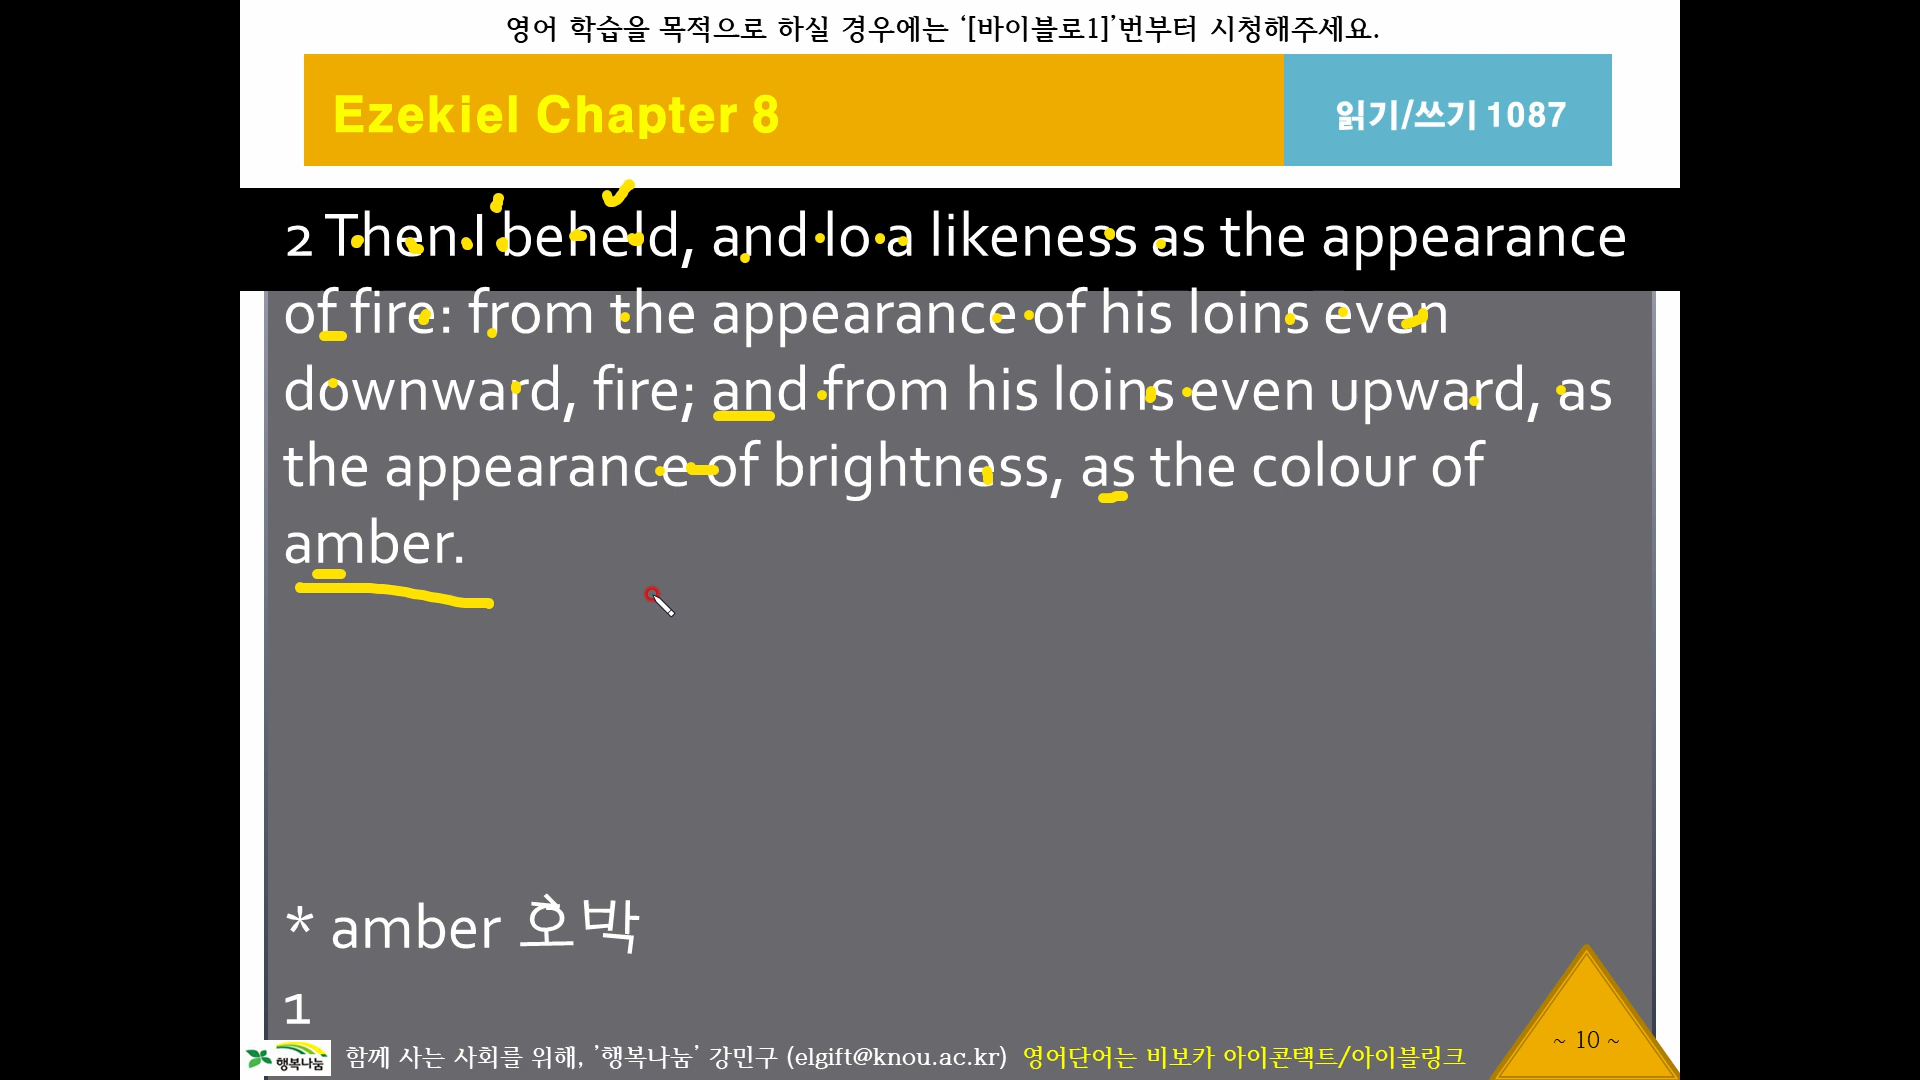 영어 학습을 목적으로 하실 경우에는 ‘[바이블로1]’번부터 시청해주세요.
Ezekiel Chapter 8
읽기/쓰기 1087
2 Then I beheld, and lo a likeness as the appearance
of fire: from the appearance of his loins even
downward, fire; and from his loins even upward, as
the appearance of brightness, as the colour of
amber.
* amber 호박
1
~ 10 ~
행복나눔
함께 사는 사회를 위해, ’행복나눔’ 강민구 (elgift@knou.ac.kr) 영어단어는 비보카 아이콘택트/아이블링크